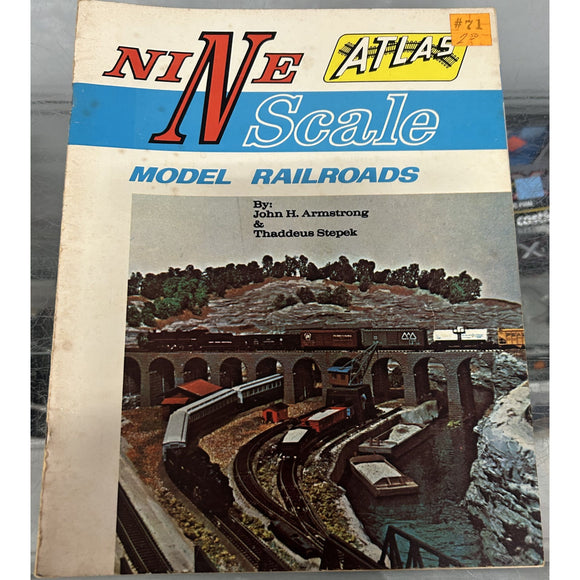 NINE
ATLAS
#71
N Scale
MODEL RAILROADS
By:
John H. Armstrong
&
Thaddeus Stepek